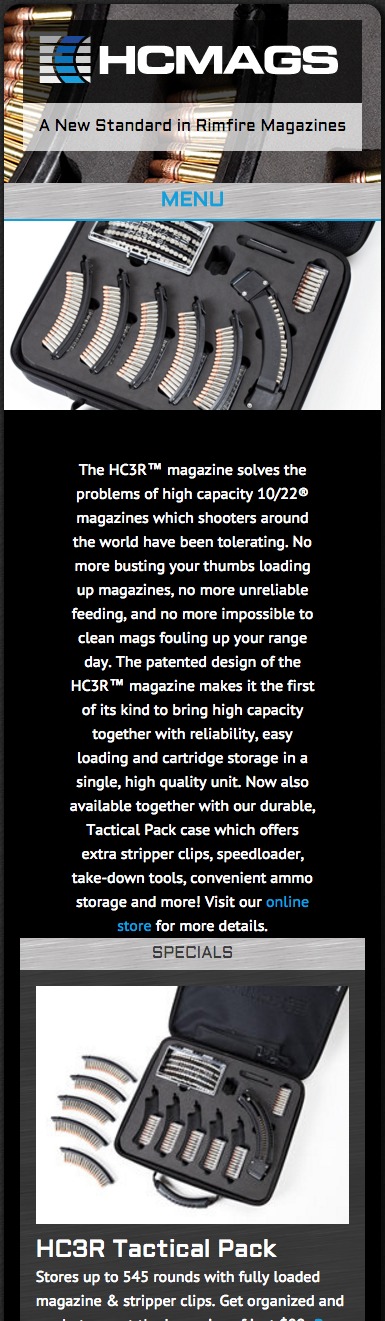 HCMAGS
A New Standard in Rimfire Magazines
MENU
The HC3R™ magazine solves the
problems of high capacity 10/22®
magazines which shooters around
the world have been tolerating. No
more busting your thumbs loading
up magazines, no more unreliable
feeding, and no more impossible to
clean mags fouling up your range
day. The patented design of the
HC3R™ magazine makes it the first
of its kind to bring high capacity
together with reliability, easy
loading and cartridge storage in a
single, high quality unit. Now also
available together with our durable,
Tactical Pack case which offers
extra stripper clips, speedloader,
take-down tools, convenient ammo
storage and more! Visit our online
store for more details.
SPECIALS
HC3R Tactical Pack
Stores up to 545 rounds with fully loaded
magazine & stripper clips. Get organized and